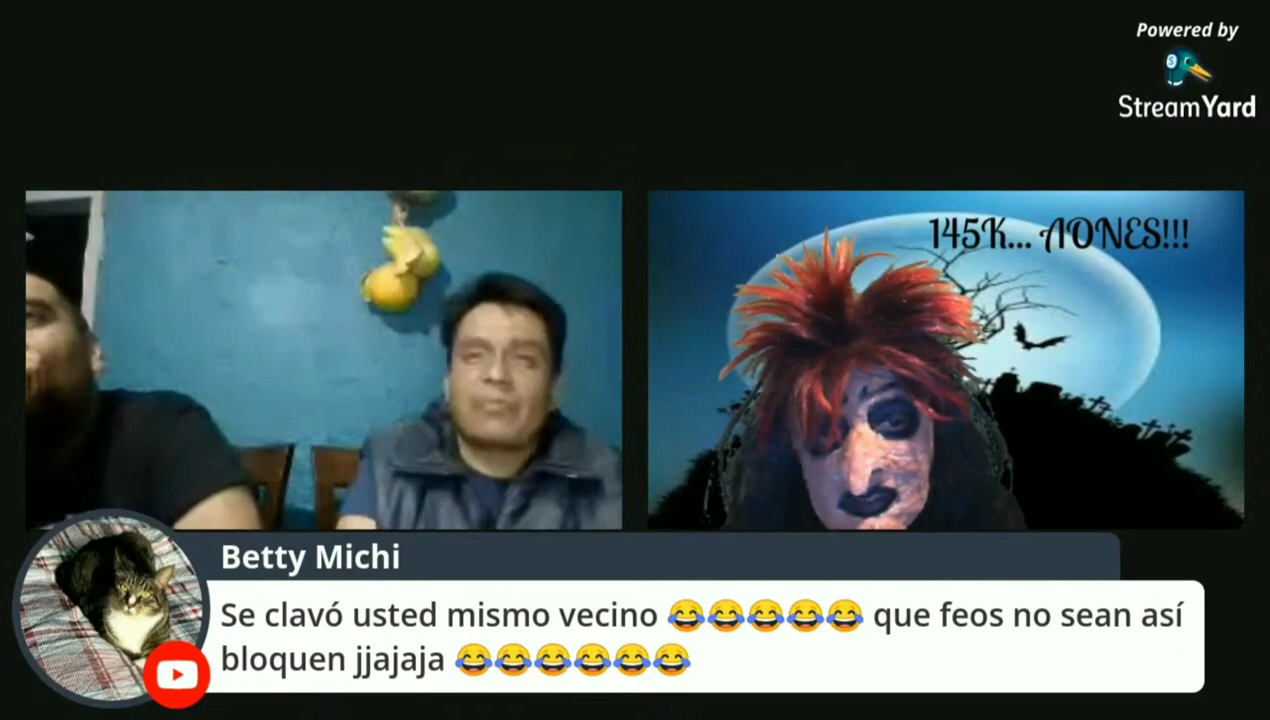 Powered by
StreamYard
145K... AONES!!!
Betty Michi
Se clavó usted mismo vecino 😂😂😂😂😂 que feos no sean así
bloquen jjajaja 😂😂😂😂😂😂